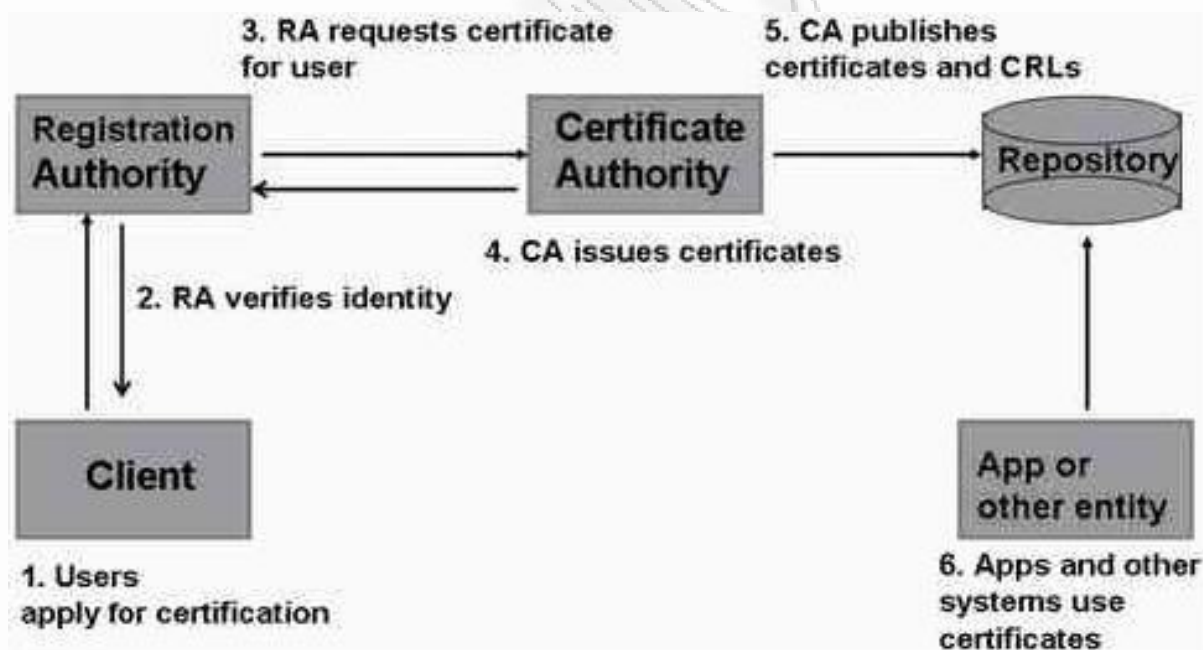 3. RA requests certificate
for user
5. CA publishes
certificates and CRLs
Registration
Authority
Certificate
Authority
Repository
4. CA issues certificates
2. RA verifies identity
Client
App or
other entity
1. Users
apply for certification
6. Apps and other
systems use
certificates